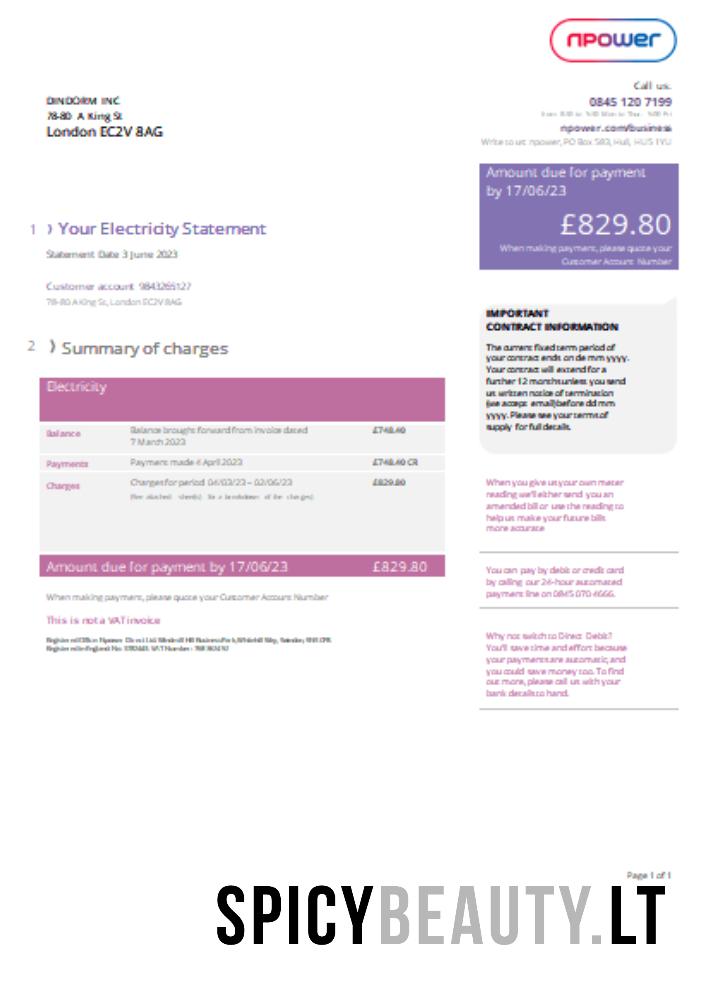 npower
Call us:
0845 120 7199
npower.com/business
Write to us: npower, PO Box 583, Hull, HU5 1YU
DINDORM INC
78-80 A King St
London EC2V 8AG
Amount due for payment
by 17/06/23
£829.80
When making payment, please quote your
Customer Account Number
1 ) Your Electricity Statement
Statement Date 3 June 2023
Customer account 9843265127
78-80 A King St, London EC2V 8AG
IMPORTANT
CONTRACT INFORMATION
The current fixed term period of
your contract ends on de mm yyyy.
Your contract will extend for a
further 12 months unless you send
us written notice of termination
(we accept email) before dd mm
yyyy. Please see your terms of
supply for full details.
2 ) Summary of charges
Electricity
Balance Balance brought forward from invoice dated £748.40
7 March 2023
Payments Payment made 4 April 2023 £748.40 CR
Charges Charges for period 04/03/23 – 02/06/23 £829.80
(See attached sheet(s) for a breakdown of the charges).
Amount due for payment by 17/06/23 £829.80
When making payment, please quote your Customer Account Number
This is not a VAT invoice
When you give us your own meter
reading we'll either send you an
amended bill or use the reading to
help us make your future bills
more accurate
You can pay by debit or credit card
by calling our 24-hour automated
payment line on 0845 070 4666.
Why not switch to Direct Debit?
You'll save time and effort because
your payments are automatic, and
you could save money too. To find
out more, please call us with your
bank details to hand.
Page 1 of 1
SPICYBEAUTY.LT